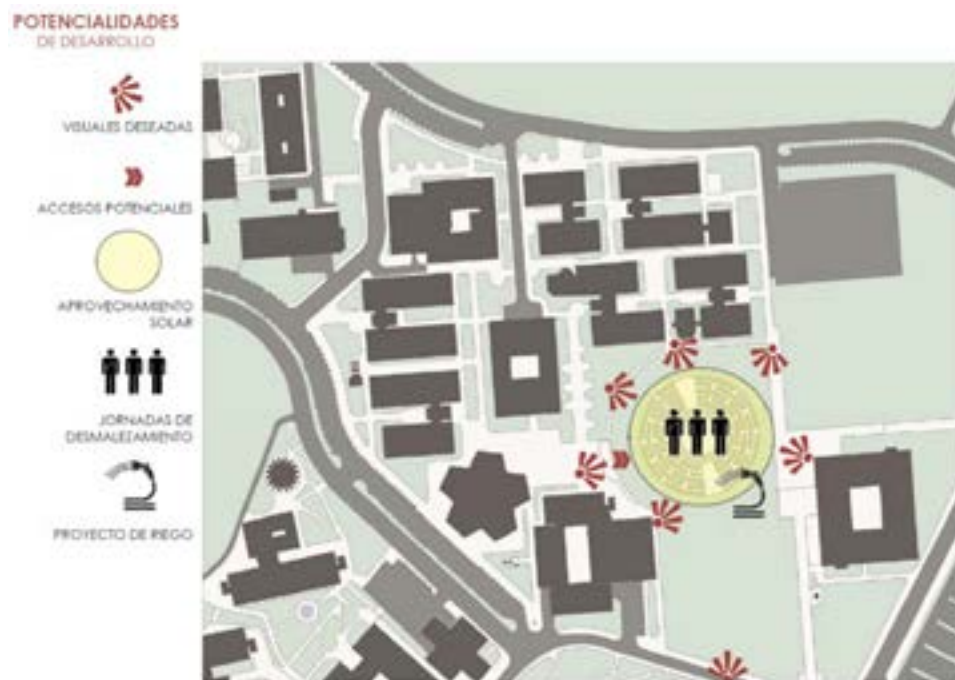 POTENCIALIDADES
DE DESARROLLO
VISUALES DESEADAS
ACCESOS POTENCIALES
APROVECHAMIENTO
SOLAR
JORNADAS DE
DESMALEZAMIENTO
PROYECTO DE RIEGO